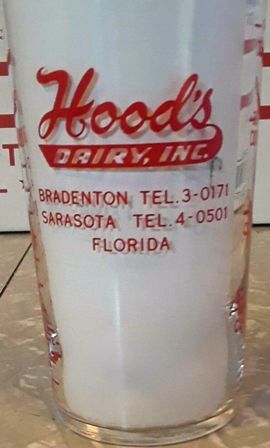 Hood's
DAIRY, INC.
BRADENTON TEL.3-0171
SARASOTA TEL.4-0501
FLORIDA